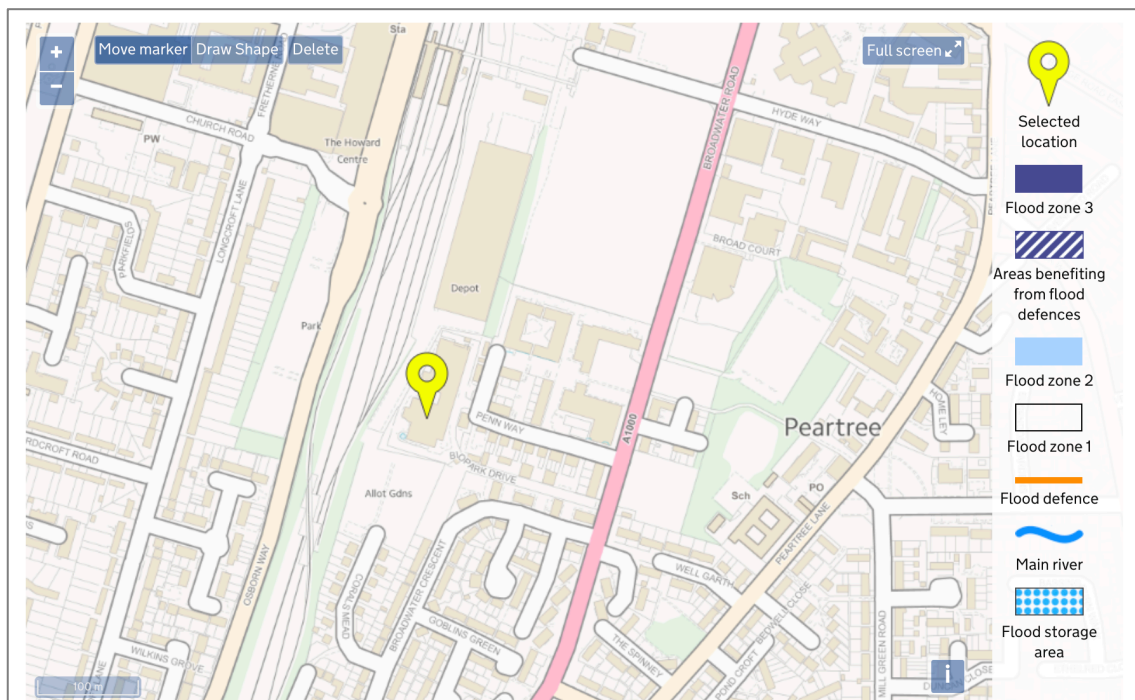 +
−
Move marker
Draw Shape
Delete
Full screen
Sta
CHURCH ROAD
PW
The Howard
Centre
LONGCROFT LANE
PARKFIELDS
Park
Depot
BROADWATER ROAD
HYDE WAY
BROAD COURT
PENN WAY
BIOPARK DRIVE
A1000
Peartree
HOME LEY
Allot Gdns
Sch
PO
PEARTREE LANE
OSBORN WAY
CORALS MEAD
BROADWATER CRESCENT
GOBLINS GREEN
WELL GARTH
THE SPINNEY
BEDWELL CLOSE
POND CROFT
MILL GREEN ROAD
WILKINS GROVE
RDCROFT ROAD
100 m
i
Selected
location
Flood zone 3
Areas benefiting
from flood
defences
Flood zone 2
Flood zone 1
Flood defence
Main river
Flood storage
area